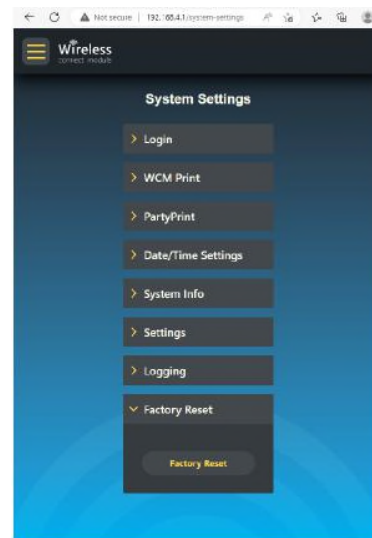 Not secure 192.168.4.1/system-settings
Wireless
connect module
System Settings
Login
WCM Print
PartyPrint
Date/Time Settings
System Info
Settings
Logging
Factory Reset
Factory Reset